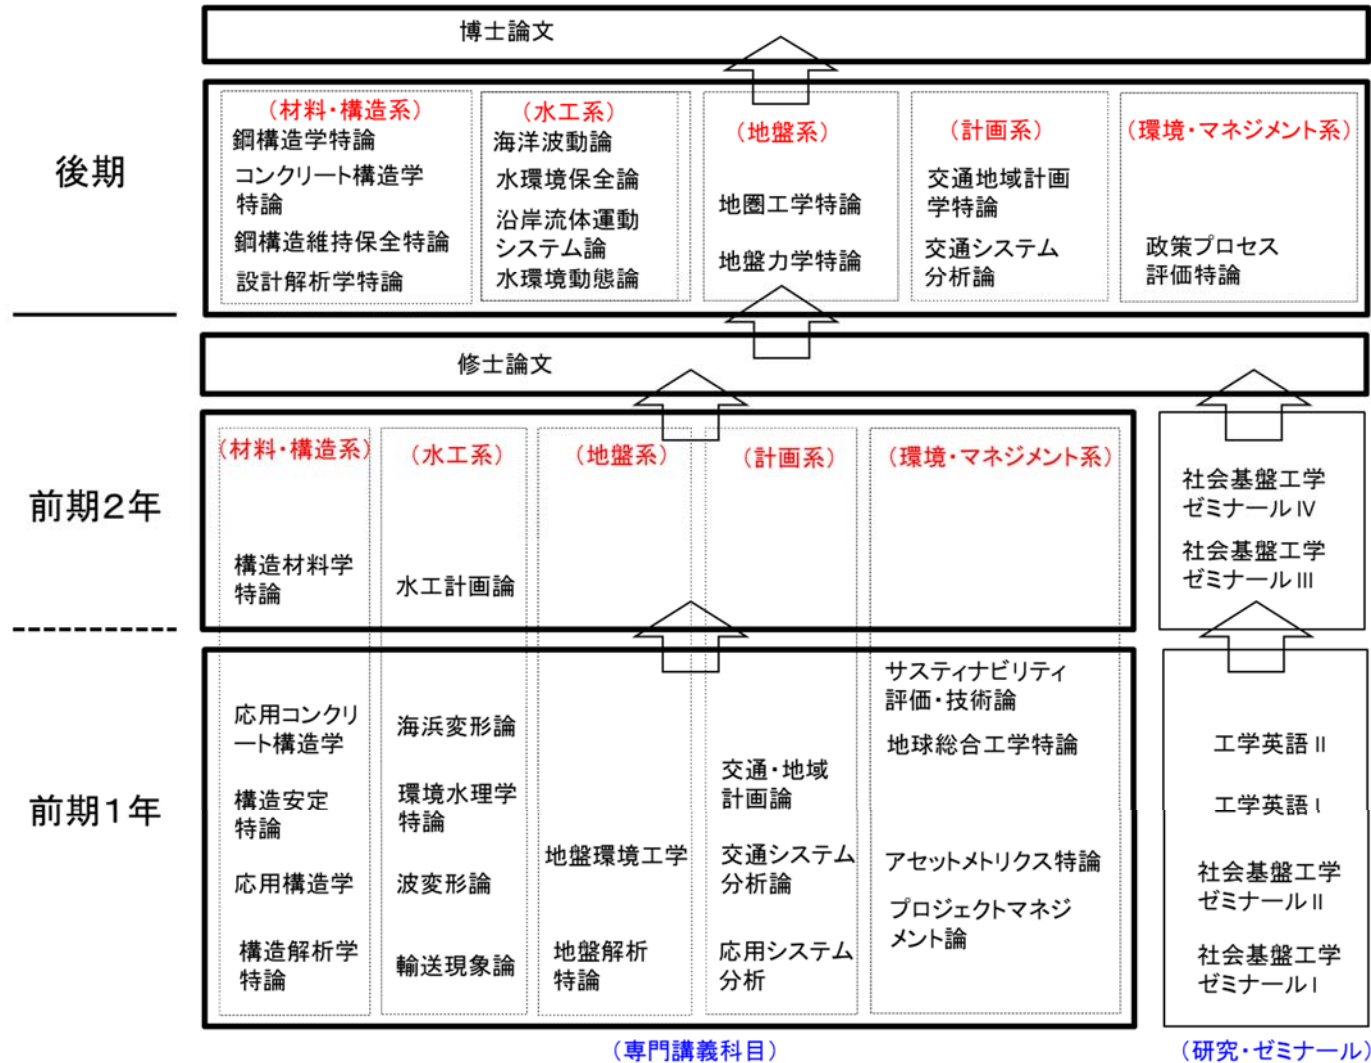 博士論文
後期
(材料・構造系)
鋼構造学特論
コンクリート構造学
特論
鋼構造維持保全特論
設計解析学特論
(水工系)
海洋波動論
水環境保全論
沿岸流体運動
システム論
水環境動態論
(地盤系)
地圏工学特論
地盤力学特論
(計画系)
交通地域計画
学特論
交通システム
分析論
(環境・マネジメント系)
政策プロセス
評価特論
修士論文
前期2年
(材料・構造系)
構造材料学
特論
(水工系)
水工計画論
(地盤系)
(計画系)
(環境・マネジメント系)
社会基盤工学
ゼミナールⅣ
社会基盤工学
ゼミナールⅢ
前期1年
応用コンクリ
ート構造学
構造安定
特論
応用構造学
構造解析学
特論
海浜変形論
環境水理学
特論
波変形論
輸送現象論
地盤環境工学
地盤解析
特論
交通・地域
計画論
交通システム
分析論
応用システム
分析
サスティナビリティ
評価・技術論
地球総合工学特論
アセットメトリクス特論
プロジェクトマネジ
メント論
工学英語Ⅱ
工学英語Ⅰ
社会基盤工学
ゼミナールⅡ
社会基盤工学
ゼミナールⅠ
(専門講義科目)
(研究・ゼミナール)